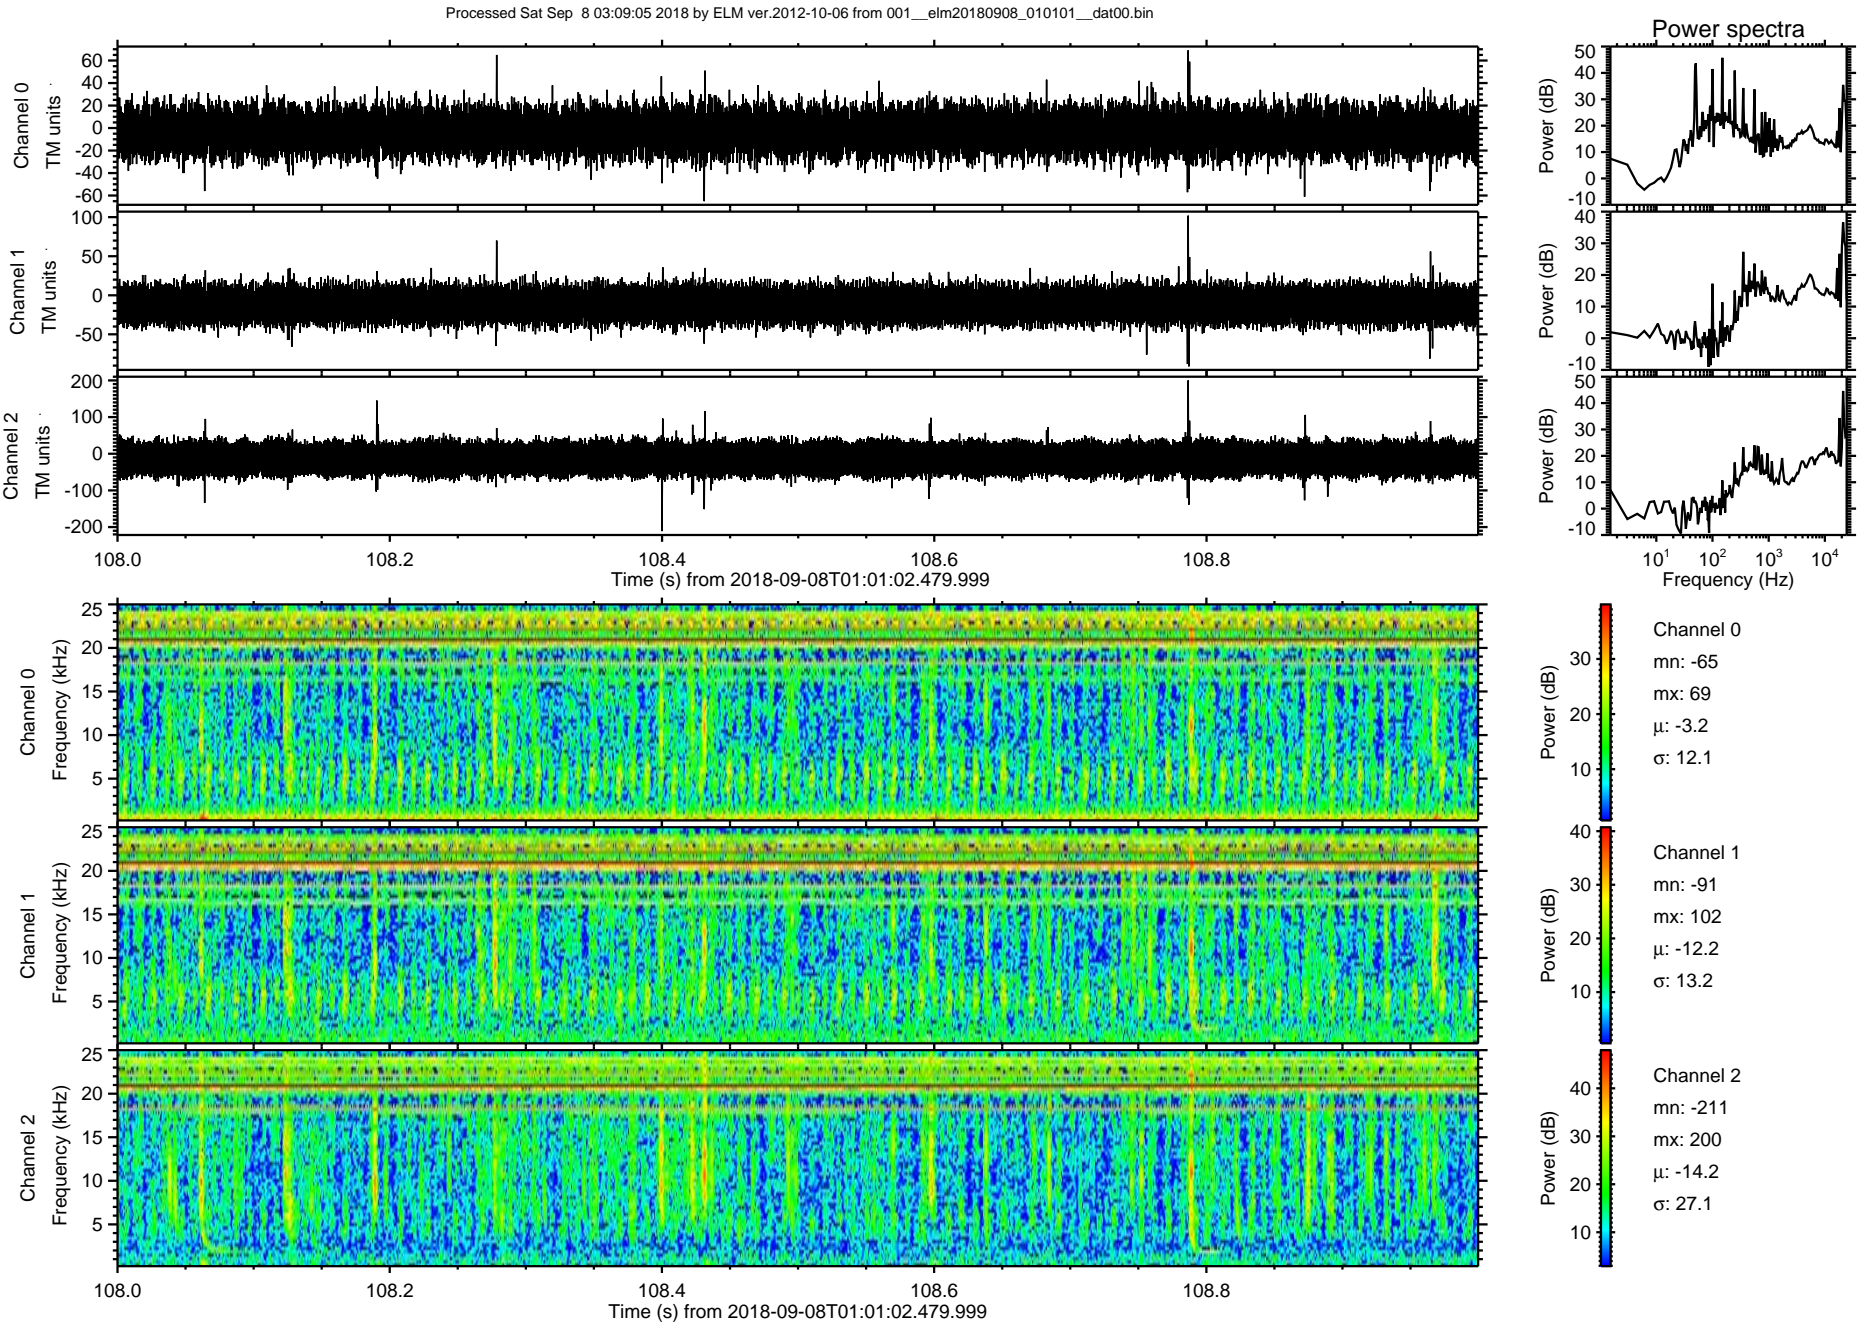 Processed Sat Sep 8 03:09:05 2018 by ELM ver.2012-10-06 from 001__elm20180908_010101__dat00.bin
Power spectra
Channel 0
TM units
60
40
20
0
-20
-40
-60
Power (dB)
50
40
30
20
10
0
-10
Channel 1
TM units
100
50
0
-50
Power (dB)
40
30
20
10
0
-10
Channel 2
TM units
200
100
0
-100
-200
Power (dB)
50
40
30
20
10
0
-10
108.0 108.2 108.4 108.6 108.8
Time (s) from 2018-09-08T01:01:02.479.999
10^1 10^2 10^3 10^4
Frequency (Hz)
Channel 0
Frequency (kHz)
25
20
15
10
5
Power (dB)
30
20
10
Channel 0
mn: -65
mx: 69
μ: -3.2
σ: 12.1
Channel 1
Frequency (kHz)
25
20
15
10
5
Power (dB)
40
30
20
10
Channel 1
mn: -91
mx: 102
μ: -12.2
σ: 13.2
Channel 2
Frequency (kHz)
25
20
15
10
5
Power (dB)
40
30
20
10
Channel 2
mn: -211
mx: 200
μ: -14.2
σ: 27.1
108.0 108.2 108.4 108.6 108.8
Time (s) from 2018-09-08T01:01:02.479.999